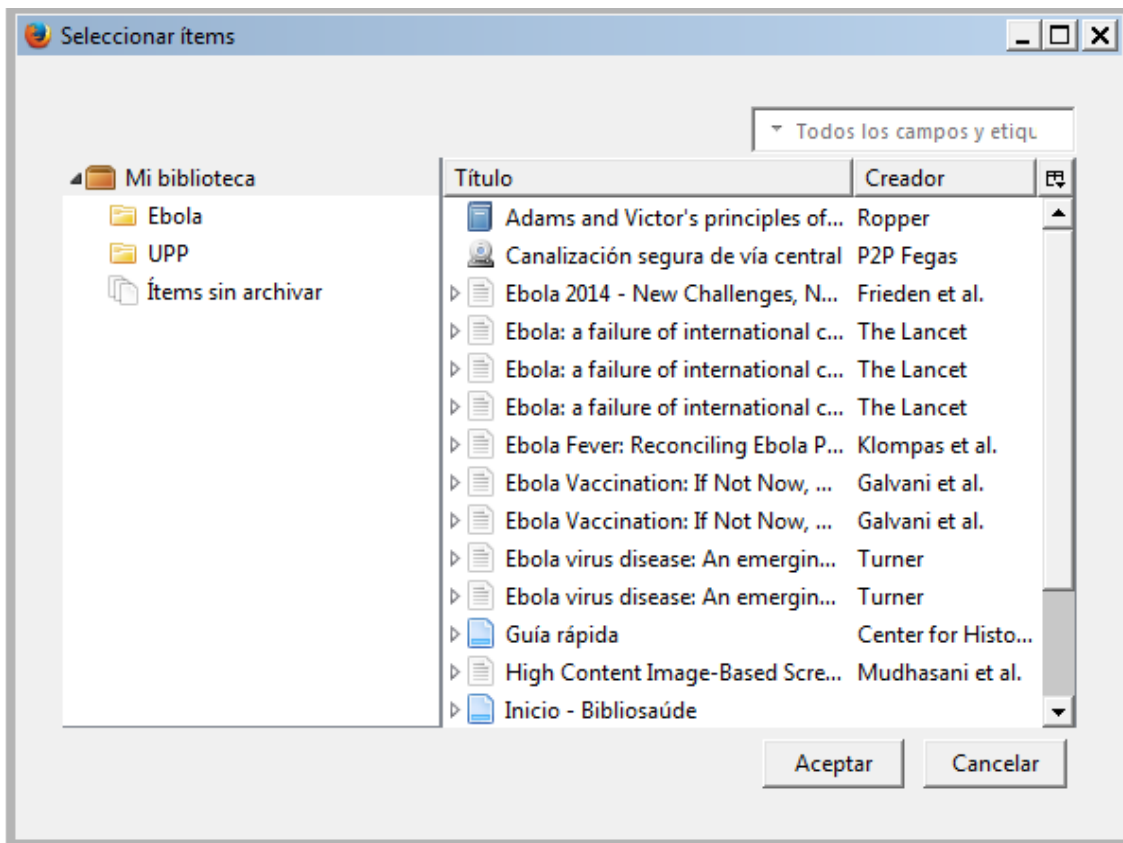 Seleccionar ítems
Todos los campos y etiqu
Mi biblioteca
Ebola
UPP
Ítems sin archivar
Título Creador
Adams and Victor's principles of... Ropper
Canalización segura de vía central P2P Fegas
Ebola 2014 - New Challenges, N... Frieden et al.
Ebola: a failure of international c... The Lancet
Ebola: a failure of international c... The Lancet
Ebola: a failure of international c... The Lancet
Ebola Fever: Reconciling Ebola P... Klompas et al.
Ebola Vaccination: If Not Now, ... Galvani et al.
Ebola Vaccination: If Not Now, ... Galvani et al.
Ebola virus disease: An emergin... Turner
Ebola virus disease: An emergin... Turner
Guía rápida Center for Histo...
High Content Image-Based Scre... Mudhasani et al.
Inicio - Bibliosaúde
Aceptar Cancelar